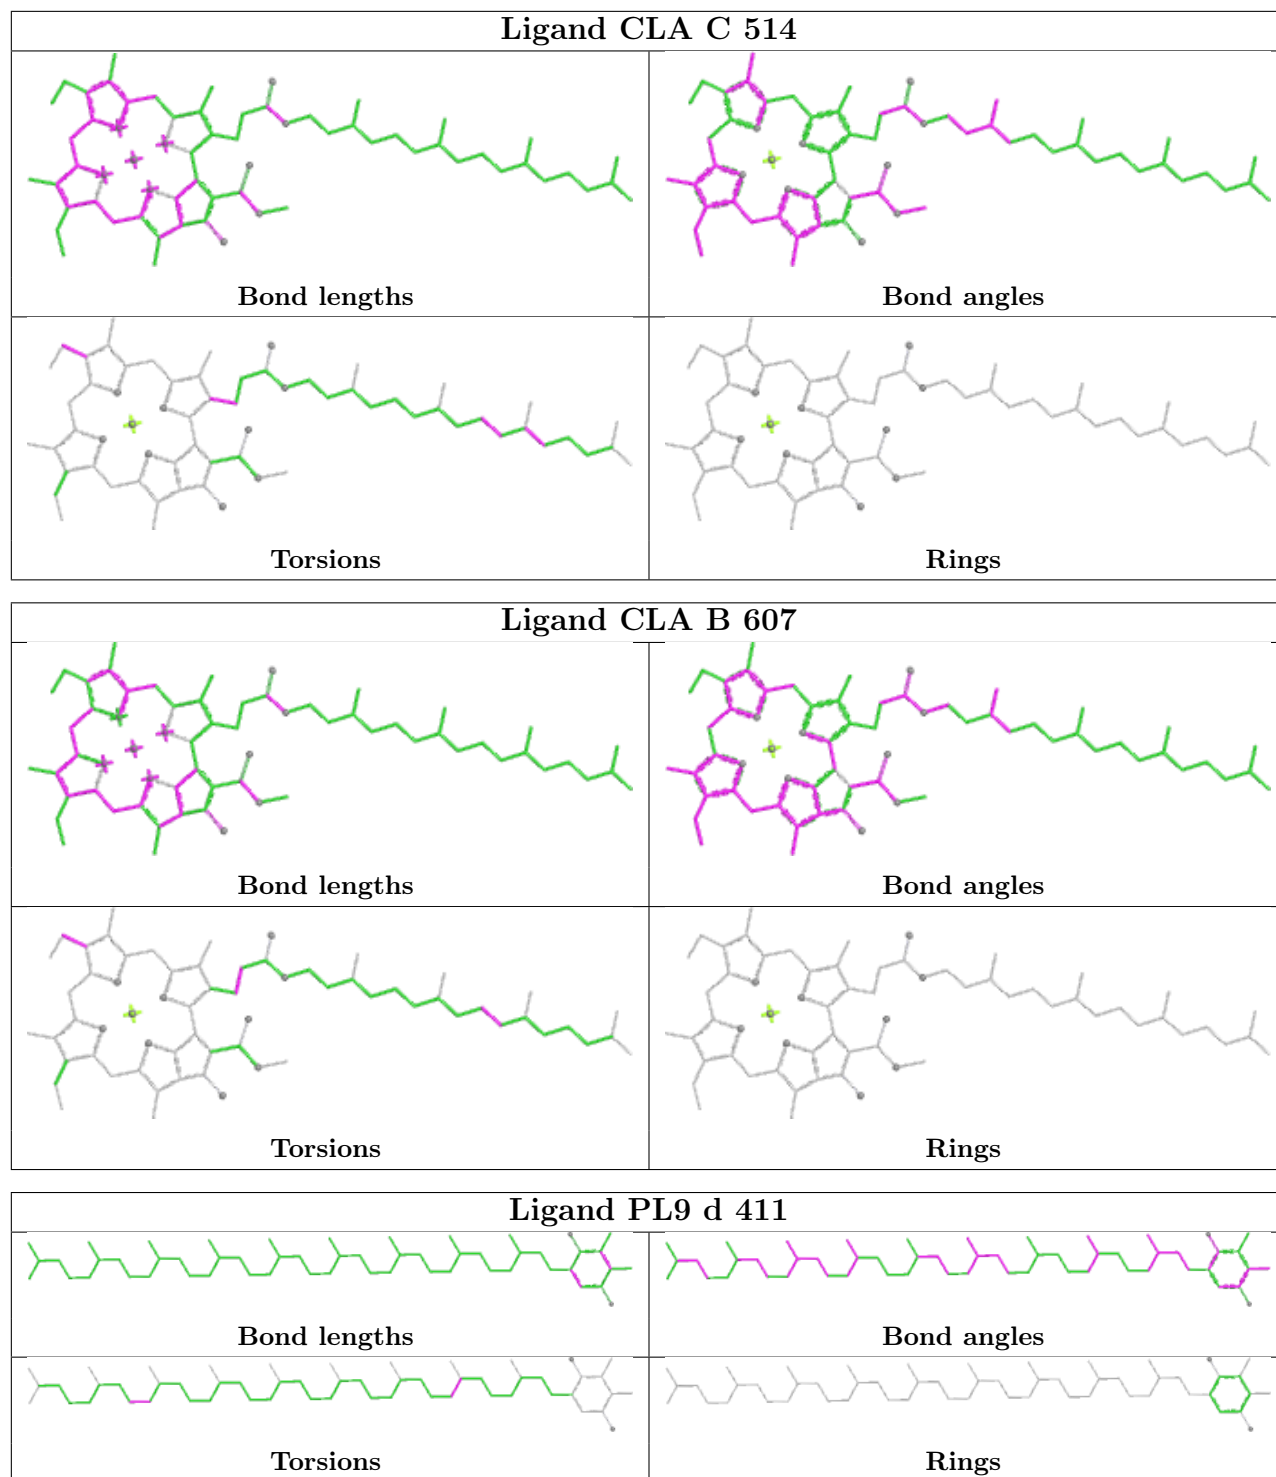 Ligand CLA C 514
Bond lengths
Bond angles
Torsions
Rings
Ligand CLA B 607
Bond lengths
Bond angles
Torsions
Rings
Ligand PL9 d 411
Bond lengths
Bond angles
Torsions
Rings